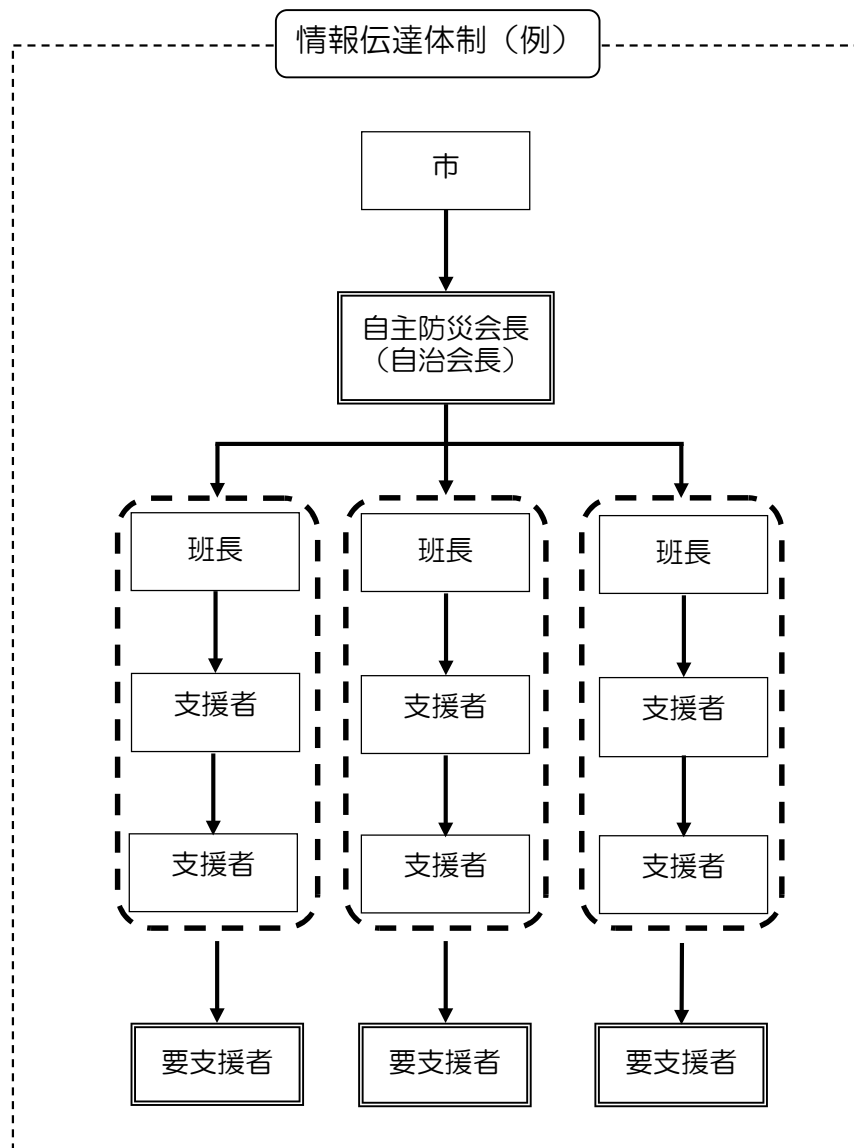 情報伝達体制（例）
市
自主防災会長
（自治会長）
班長
班長
班長
支援者
支援者
支援者
支援者
支援者
支援者
要支援者
要支援者
要支援者